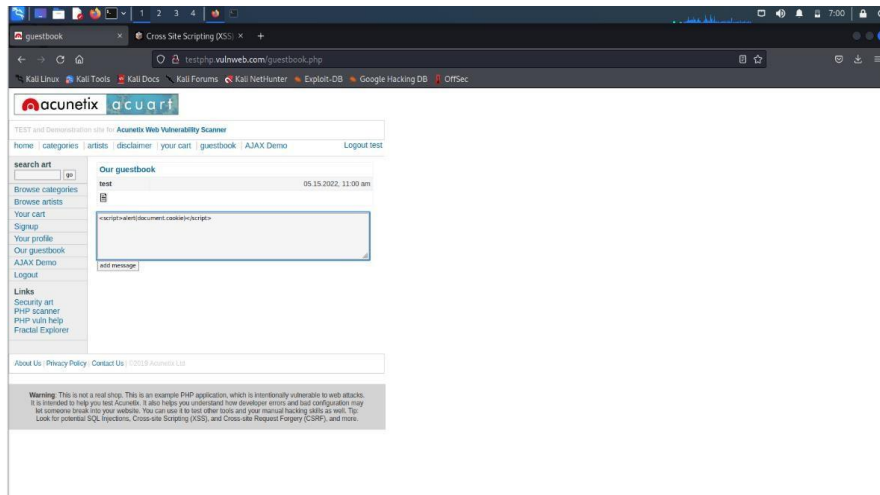 1 2 3 4
7:00
guestbook ×
Cross Site Scripting (XSS) ×
+
testphp.vulnweb.com/guestbook.php
Kali Linux Kali Tools Kali Docs Kali Forums Kali NetHunter Exploit-DB Google Hacking DB OffSec
acunetix acuart
TEST and Demonstration site for Acunetix Web Vulnerability Scanner
home | categories | artists | disclaimer | your cart | guestbook | AJAX Demo
Logout test
search art
go
Browse categories
Browse artists
Your cart
Signup
Your profile
Our guestbook
AJAX Demo
Logout
Links
Security art
PHP scanner
PHP vuln help
Fractal Explorer
Our guestbook
test 05.15.2022, 11:00 am
<script>alert(document.cookie)</script>
add message
About Us | Privacy Policy | Contact Us | ©2019 Acunetix Ltd
Warning: This is not a real shop. This is an example PHP application, which is intentionally vulnerable to web attacks.
It is intended to help you test Acunetix. It also helps you understand how developer errors and bad configuration may
let someone break into your website. You can use it to test other tools and your manual hacking skills as well. Tip:
Look for potential SQL Injections, Cross-site Scripting (XSS), and Cross-site Request Forgery (CSRF), and more.